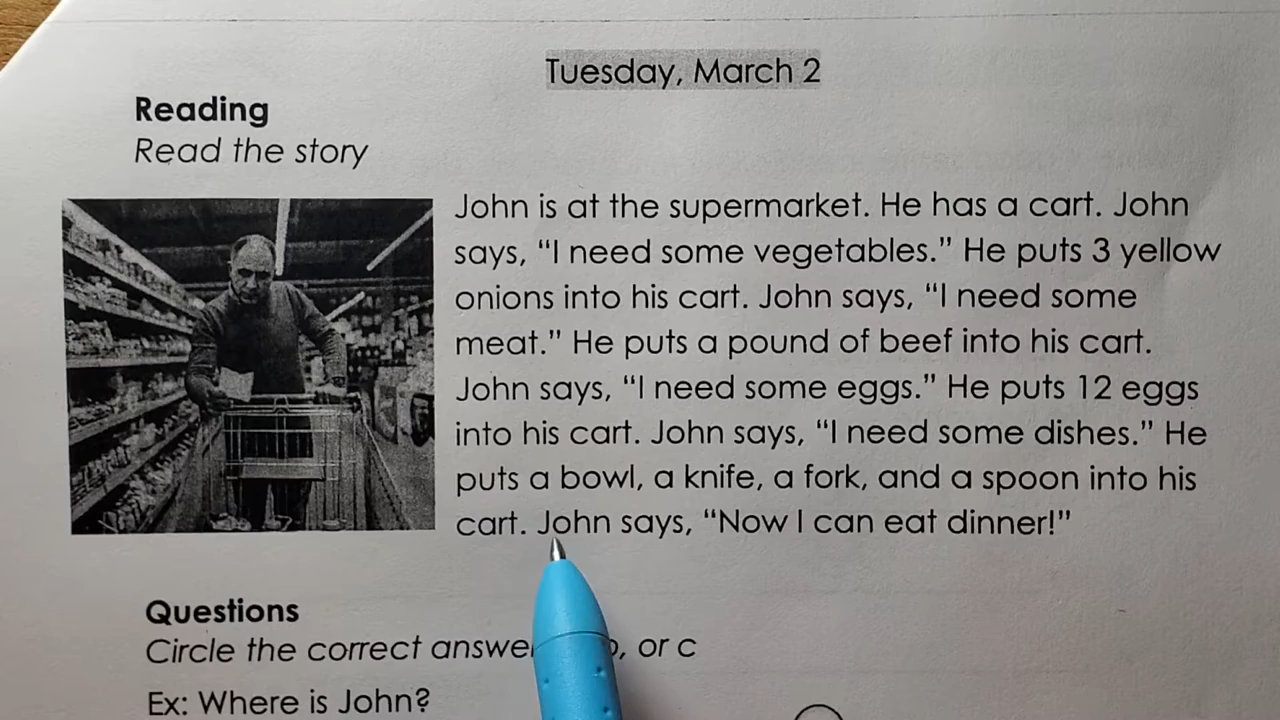 Tuesday, March 2
Reading
Read the story
John is at the supermarket. He has a cart. John
says, “I need some vegetables.” He puts 3 yellow
onions into his cart. John says, “I need some
meat.” He puts a pound of beef into his cart.
John says, “I need some eggs.” He puts 12 eggs
into his cart. John says, “I need some dishes.” He
puts a bowl, a knife, a fork, and a spoon into his
cart. John says, “Now I can eat dinner!”
Questions
Circle the correct or c
Ex: Where is John?